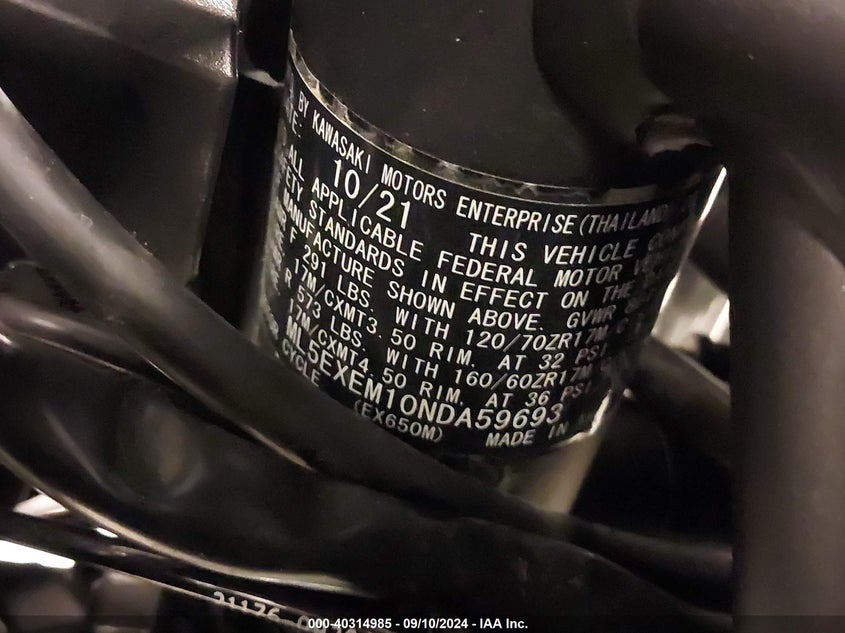 BY KAWASAKI MOTORS ENTERPRISE(THAILAND)
10/21 THIS VEHICLE
ALL APPLICABLE FEDERAL MOTOR
STANDARDS IN EFFECT ON THE
MANUFACTURE SHOWN ABOVE. GVWR
F 291 LBS. WITH 120/70ZR17M
17M/CXMT3.50 RIM. AT 32 PSI
R 573 LBS. WITH 160/60ZR17M
17M/CXMT4.50 RIM. AT 36 PSI
ML5EXEM10NDA59693
CYCLE (EX650M) MADE IN
000-40314985 - 09/10/2024 - IAA Inc.